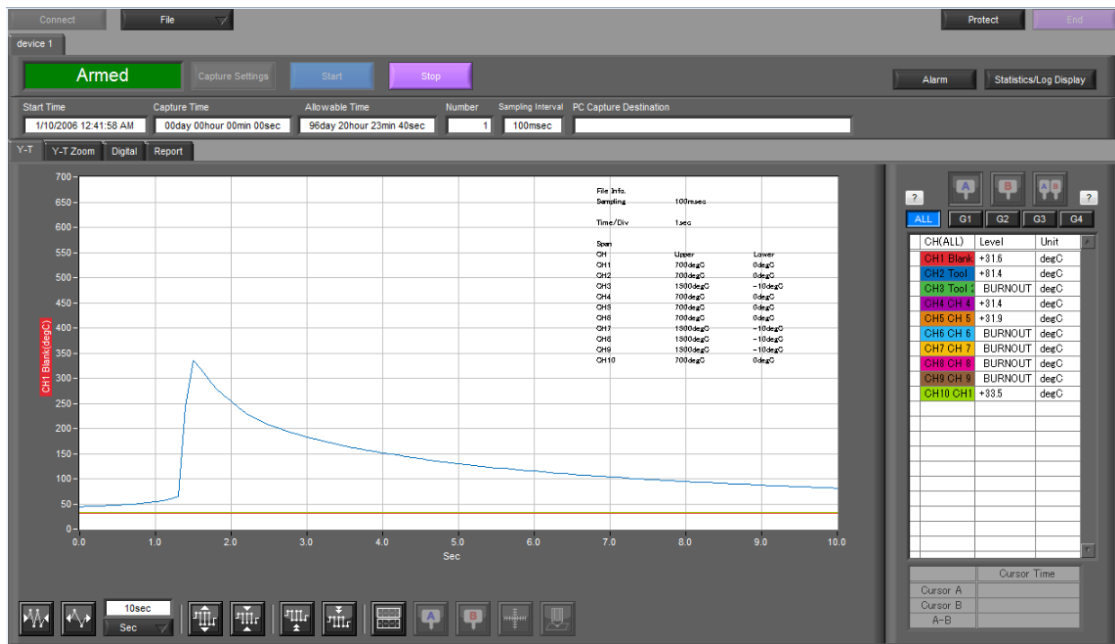 Connect File Protect End
device 1
Armed Capture Settings Start Stop Alarm Statistics/Log Display
Start Time Capture Time Allowable Time Number Sampling Interval PC Capture Destination
1/10/2006 12:41:58 AM 00day 00hour 00min 00sec 96day 20hour 23min 40sec 1 100msec
Y-T Y-T Zoom Digital Report
700
650
600
550
500
450
400
350
300
250
200
150
100
50
0
CH1 Blank(degC)
0.0 1.0 2.0 3.0 4.0 5.0 6.0 7.0 8.0 9.0 10.0
Sec
File Info.
Sampling 100msec
Time/Div 1sec
Span
CH Upper Lower
CH1 700degC 0degC
CH2 700degC 0degC
CH3 1300degC -10degC
CH4 700degC 0degC
CH5 700degC 0degC
CH6 700degC 0degC
CH7 1300degC -10degC
CH8 1300degC -10degC
CH9 1300degC -10degC
CH10 700degC 0degC
? A B A B ?
ALL G1 G2 G3 G4
CH(ALL) Level Unit
CH1 Blank +31.6 degC
CH2 Tool +81.4 degC
CH3 Tool 2 BURNOUT degC
CH4 CH 4 +31.4 degC
CH5 CH 5 +31.9 degC
CH6 CH 6 BURNOUT degC
CH7 CH 7 BURNOUT degC
CH8 CH 8 BURNOUT degC
CH9 CH 9 BURNOUT degC
CH10 CH1 +33.5 degC
Cursor Time
Cursor A
Cursor B
A-B
10sec
Sec
A B